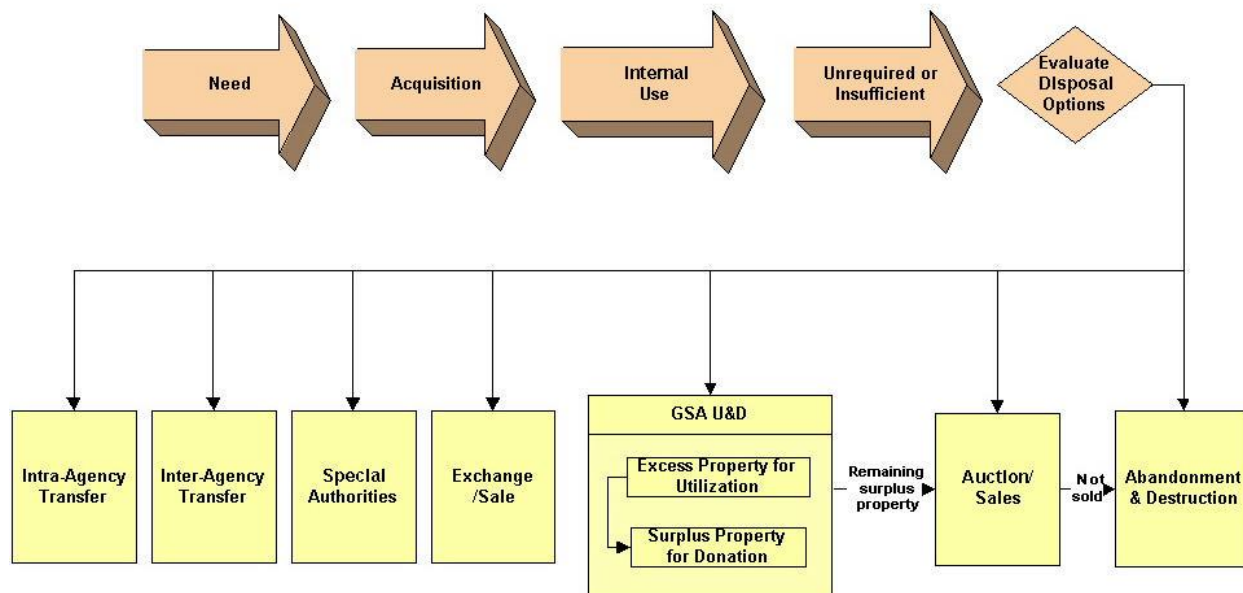 Need
Acquisition
Internal
Use
Unrequired or
Insufficient
Evaluate
DIsposal
Options
Intra-Agency
Transfer
Inter-Agency
Transfer
Special
Authorities
Exchange
/Sale
GSA U&D
Excess Property for
Utilization
Surplus Property
for Donation
Remaining
surplus
property
Auction/
Sales
Not
sold
Abandonment
& Destruction